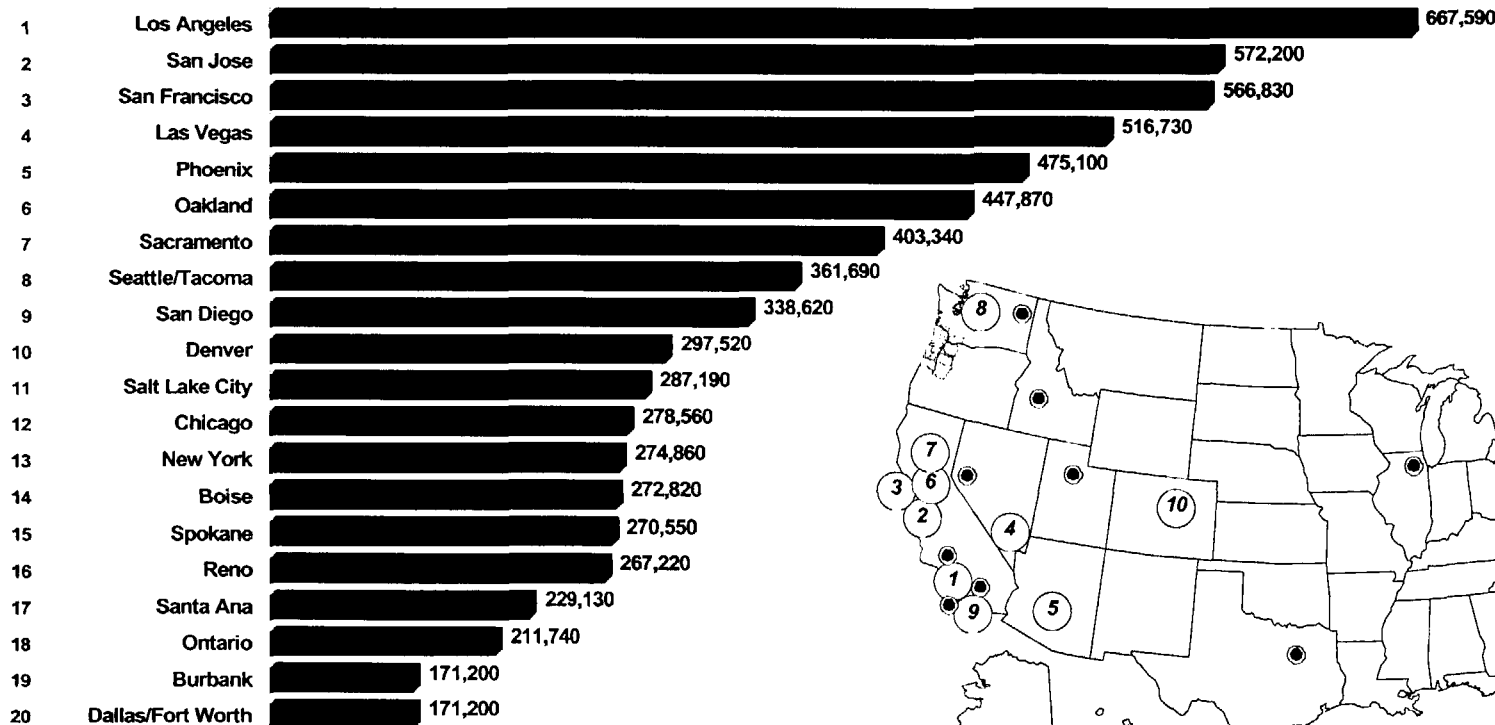 1 Los Angeles 667,590
2 San Jose 572,200
3 San Francisco 566,830
4 Las Vegas 516,730
5 Phoenix 475,100
6 Oakland 447,870
7 Sacramento 403,340
8 Seattle/Tacoma 361,690
9 San Diego 338,620
10 Denver 297,520
11 Salt Lake City 287,190
12 Chicago 278,560
13 New York 274,860
14 Boise 272,820
15 Spokane 270,550
16 Reno 267,220
17 Santa Ana 229,130
18 Ontario 211,740
19 Burbank 171,200
20 Dallas/Fort Worth 171,200
8
7
3 6
2
10
4
1
5
9